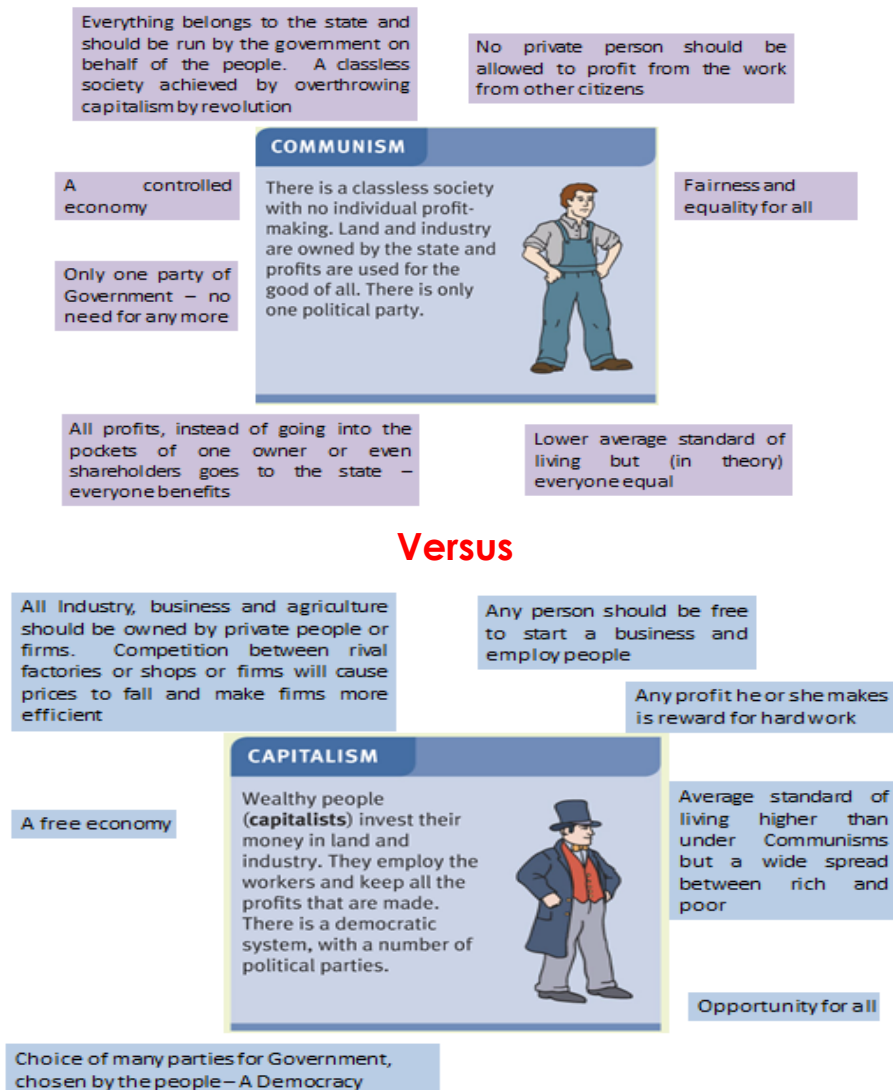 Everything belongs to the state and
should be run by the government on
behalf of the people. A classless
society achieved by overthrowing
capitalism by revolution
No private person should be
allowed to profit from the work
from other citizens
COMMUNISM
There is a classless society
with no individual profit-
making. Land and industry
are owned by the state and
profits are used for the
good of all. There is only
one political party.
A controlled
economy
Fairness and
equality for all
Only one party of
Government – no
need for any more
All profits, instead of going into the
pockets of one owner or even
shareholders goes to the state –
everyone benefits
Lower average standard of
living but (in theory)
everyone equal
Versus
All Industry, business and agriculture
should be owned by private people or
firms. Competition between rival
factories or shops or firms will cause
prices to fall and make firms more
efficient
Any person should be free
to start a business and
employ people
Any profit he or she makes
is reward for hard work
CAPITALISM
Wealthy people
(capitalists) invest their
money in land and
industry. They employ the
workers and keep all the
profits that are made.
There is a democratic
system, with a number of
political parties.
A free economy
Average standard of
living higher than
under Communisms
but a wide spread
between rich and
poor
Opportunity for all
Choice of many parties for Government,
chosen by the people – A Democracy